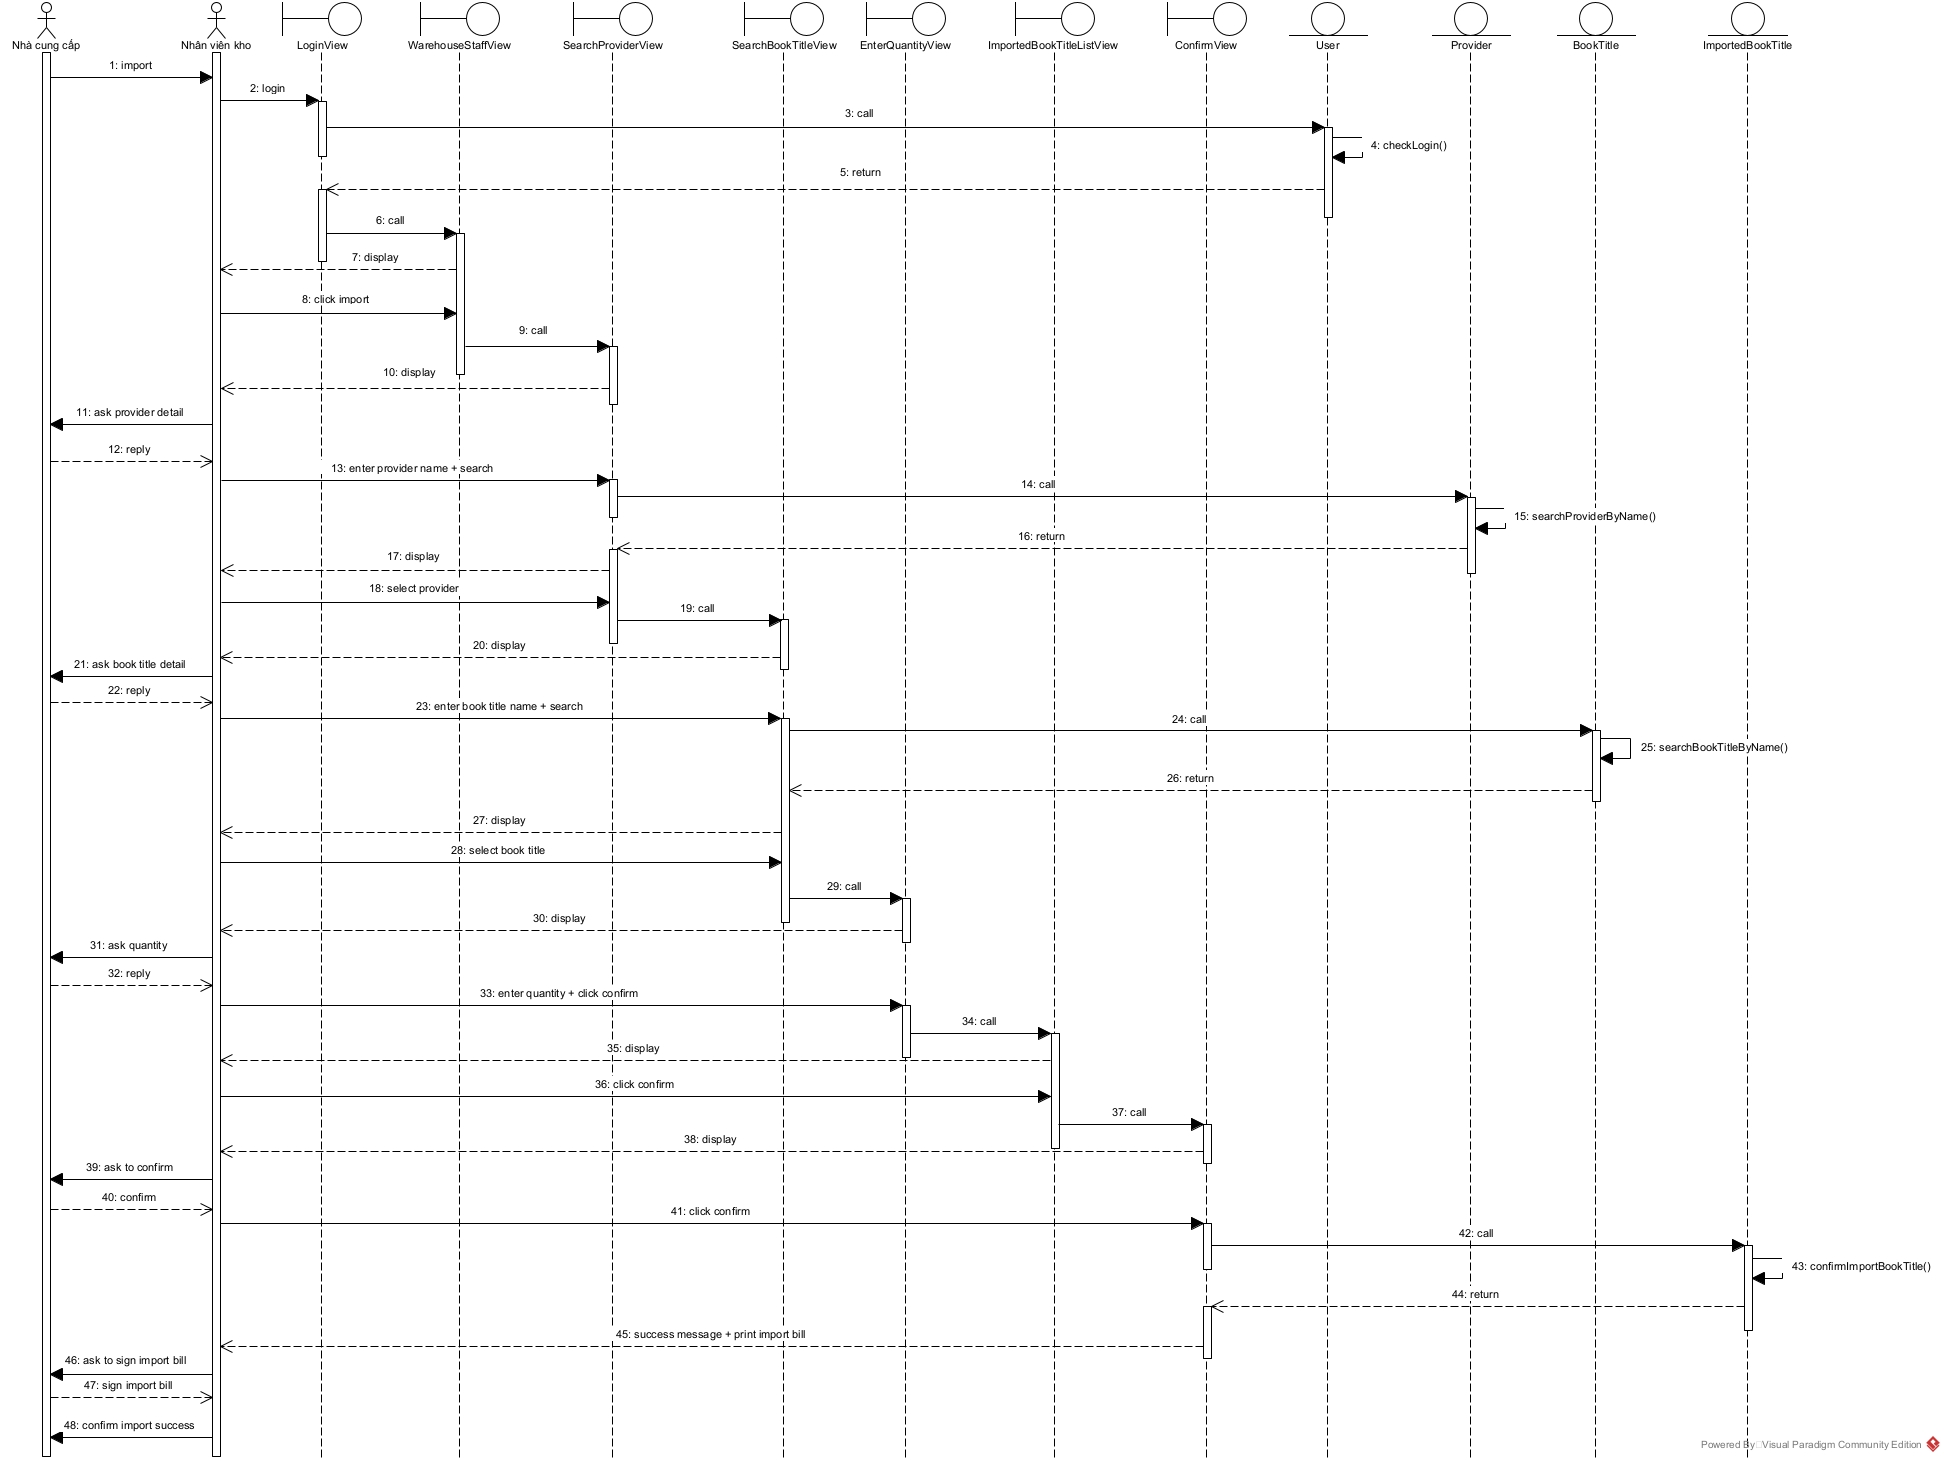 Nhà cung cấp
Nhân viên kho
LoginView
WarehouseStaffView
SearchProviderView
SearchBookTitleView
EnterQuantityView
ImportedBookTitleListView
ConfirmView
User
Provider
BookTitle
ImportedBookTitle
1: import
2: login
3: call
4: checkLogin()
5: return
6: call
7: display
8: click import
9: call
10: display
11: ask provider detail
12: reply
13: enter provider name + search
14: call
15: searchProviderByName()
16: return
17: display
18: select provider
19: call
20: display
21: ask book title detail
22: reply
23: enter book title name + search
24: call
25: searchBookTitleByName()
26: return
27: display
28: select book title
29: call
30: display
31: ask quantity
32: reply
33: enter quantity + click confirm
34: call
35: display
36: click confirm
37: call
38: display
39: ask to confirm
40: confirm
41: click confirm
42: call
43: confirmImportBookTitle()
44: return
45: success message + print import bill
46: ask to sign import bill
47: sign import bill
48: confirm import success
Powered By Visual Paradigm Community Edition